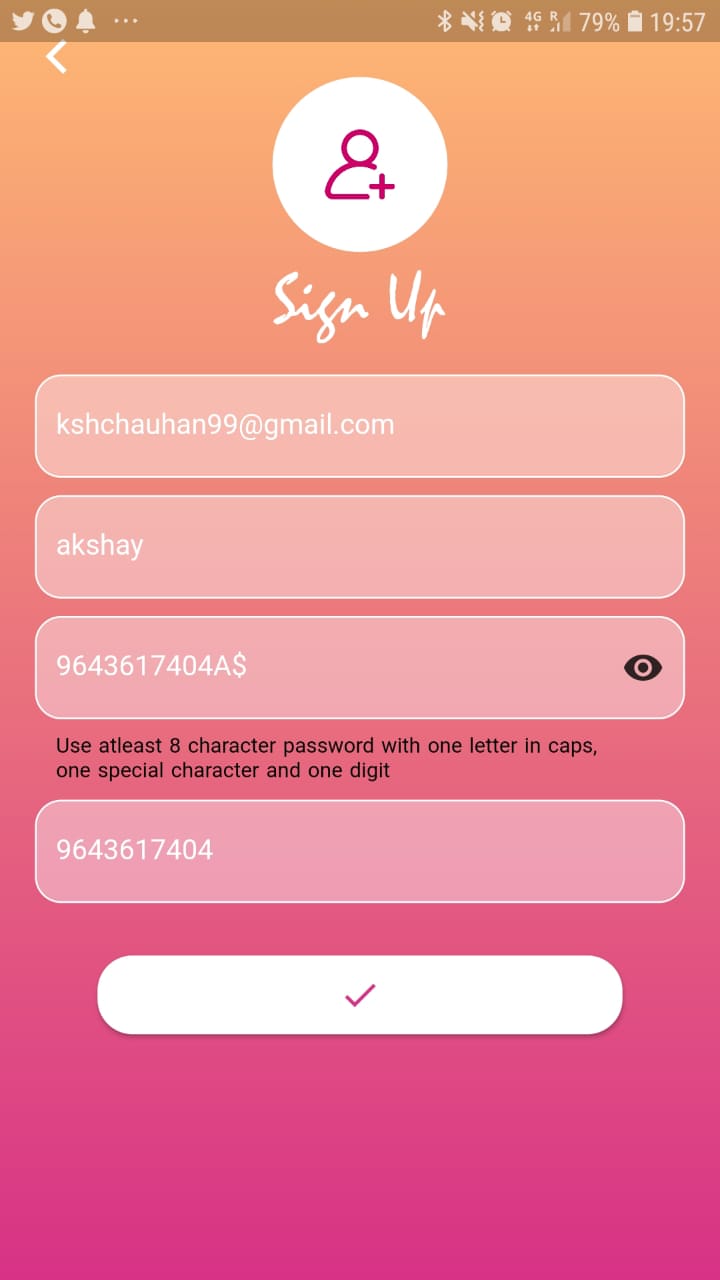 4G R 79% 19:57
Sign Up
kshchauhan99@gmail.com
akshay
9643617404A$
Use atleast 8 character password with one letter in caps,
one special character and one digit
9643617404